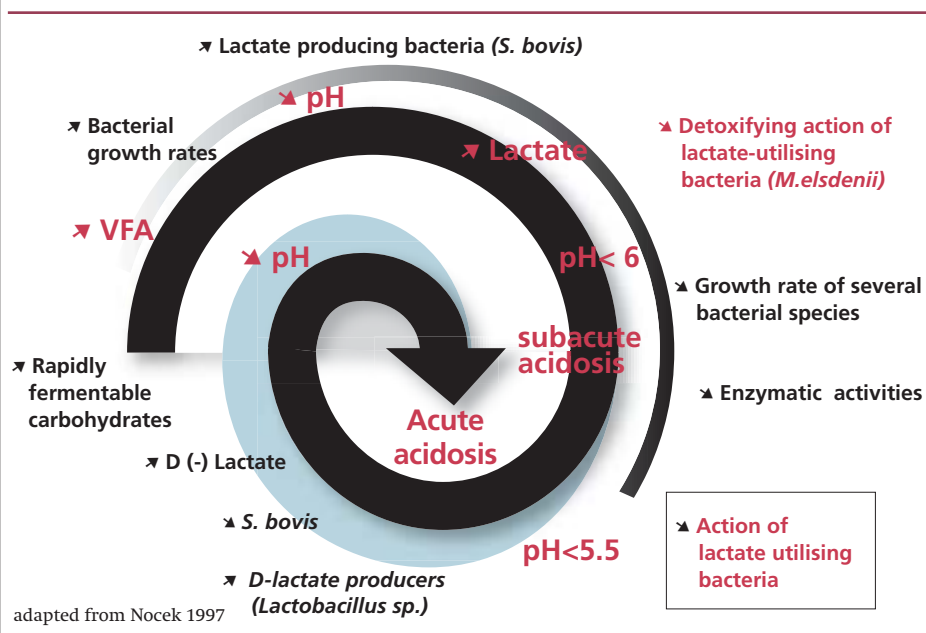 ↗ Lactate producing bacteria (S. bovis)
↘ pH
↗ Bacterial
growth rates
↗ Lactate
↘ Detoxifying action of
lactate-utilising
bacteria (M.elsdenii)
↗ VFA
↘ pH
pH< 6
↘ Growth rate of several
bacterial species
subacute
acidosis
↘ Rapidly
fermentable
carbohydrates
↘ Enzymatic activities
Acute
acidosis
↗ D (-) Lactate
↘ S. bovis
pH<5.5
↘ Action of
lactate utilising
bacteria
↗ D-lactate producers
(Lactobacillus sp.)
adapted from Nocek 1997